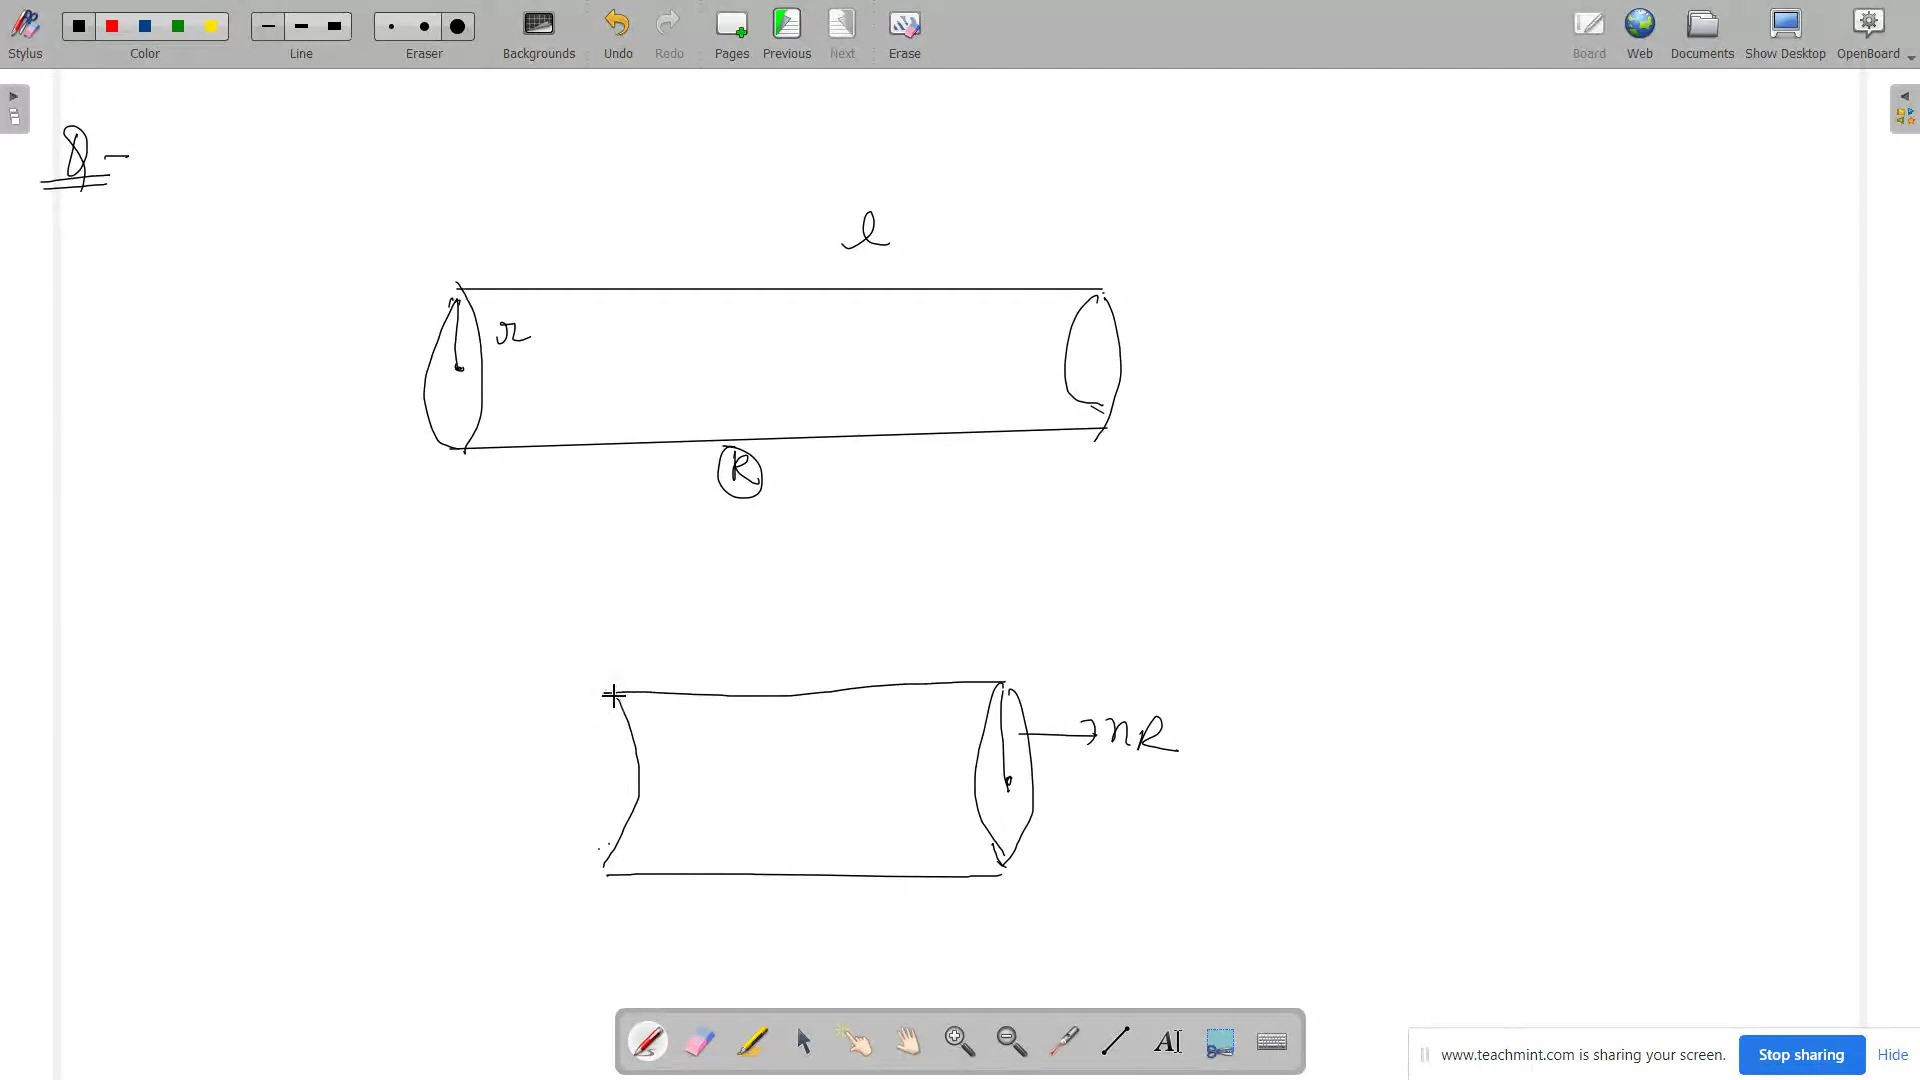 Stylus
Color
Line
Eraser
Backgrounds
Undo
Redo
Pages
Previous
Next
Erase
Board
Web
Documents
Show Desktop
OpenBoard
l
r
R
nR
www.teachmint.com is sharing your screen.
Stop sharing
Hide